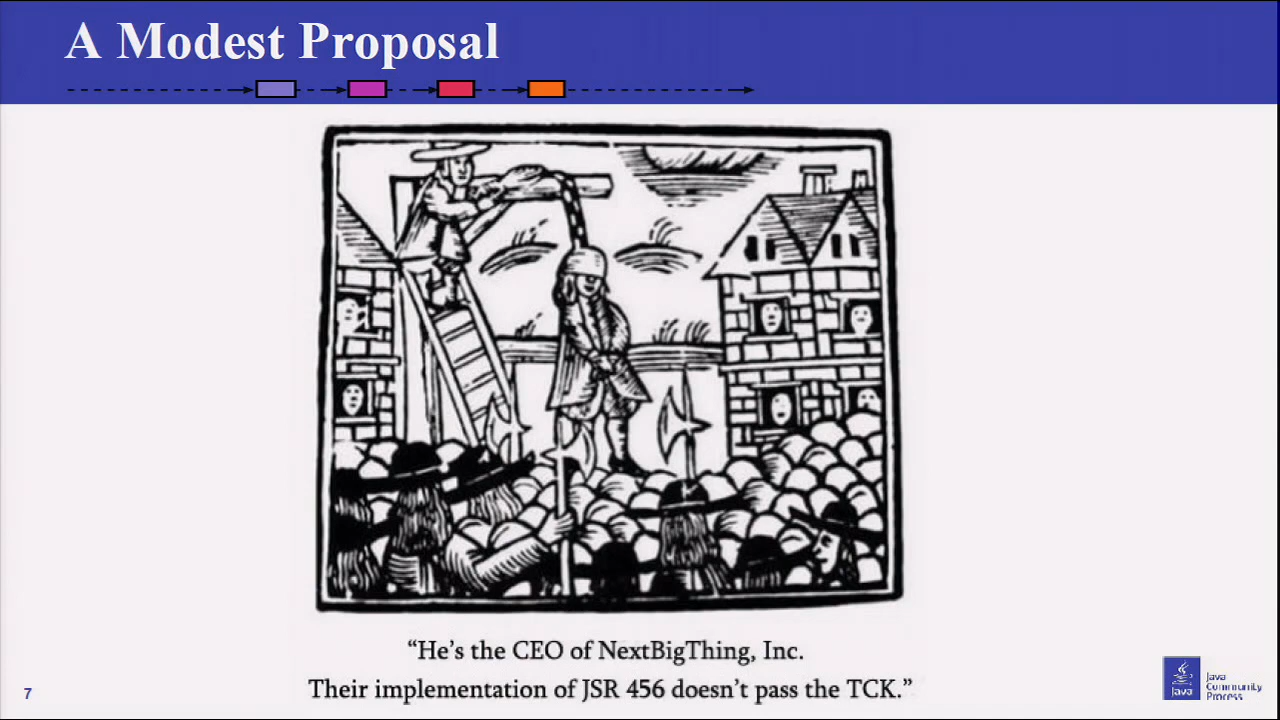 A Modest Proposal
“He’s the CEO of NextBigThing, Inc.
Their implementation of JSR 456 doesn’t pass the TCK.”
7
Java
Java
Community
Process